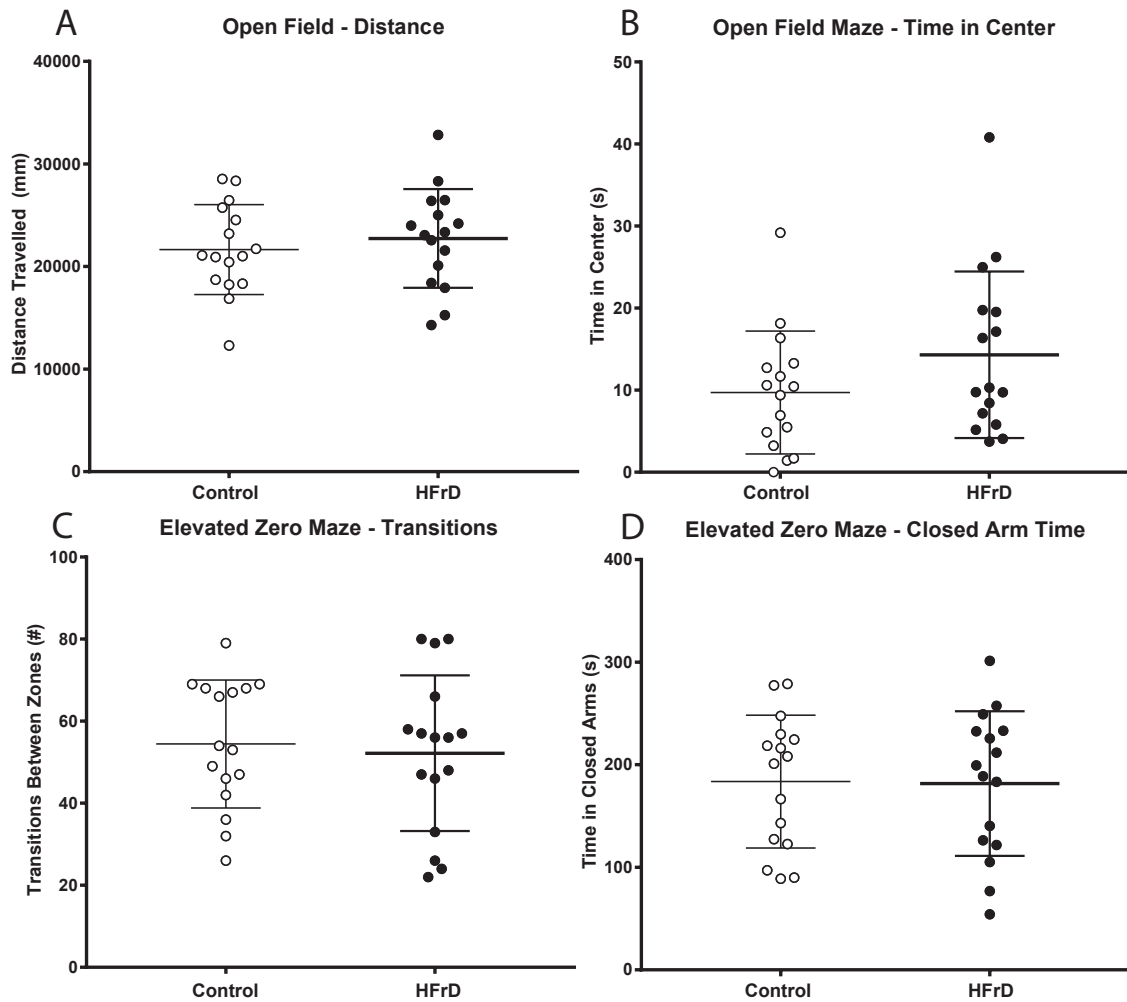 A
Open Field - Distance
Distance Travelled (mm)
40000
30000
20000
10000
0
Control
HFrD
B
Open Field Maze - Time in Center
Time in Center (s)
50
40
30
20
10
0
Control
HFrD
C
Elevated Zero Maze - Transitions
Transitions Between Zones (#)
100
80
60
40
20
0
Control
HFrD
D
Elevated Zero Maze - Closed Arm Time
Time in Closed Arms (s)
400
300
200
100
0
Control
HFrD